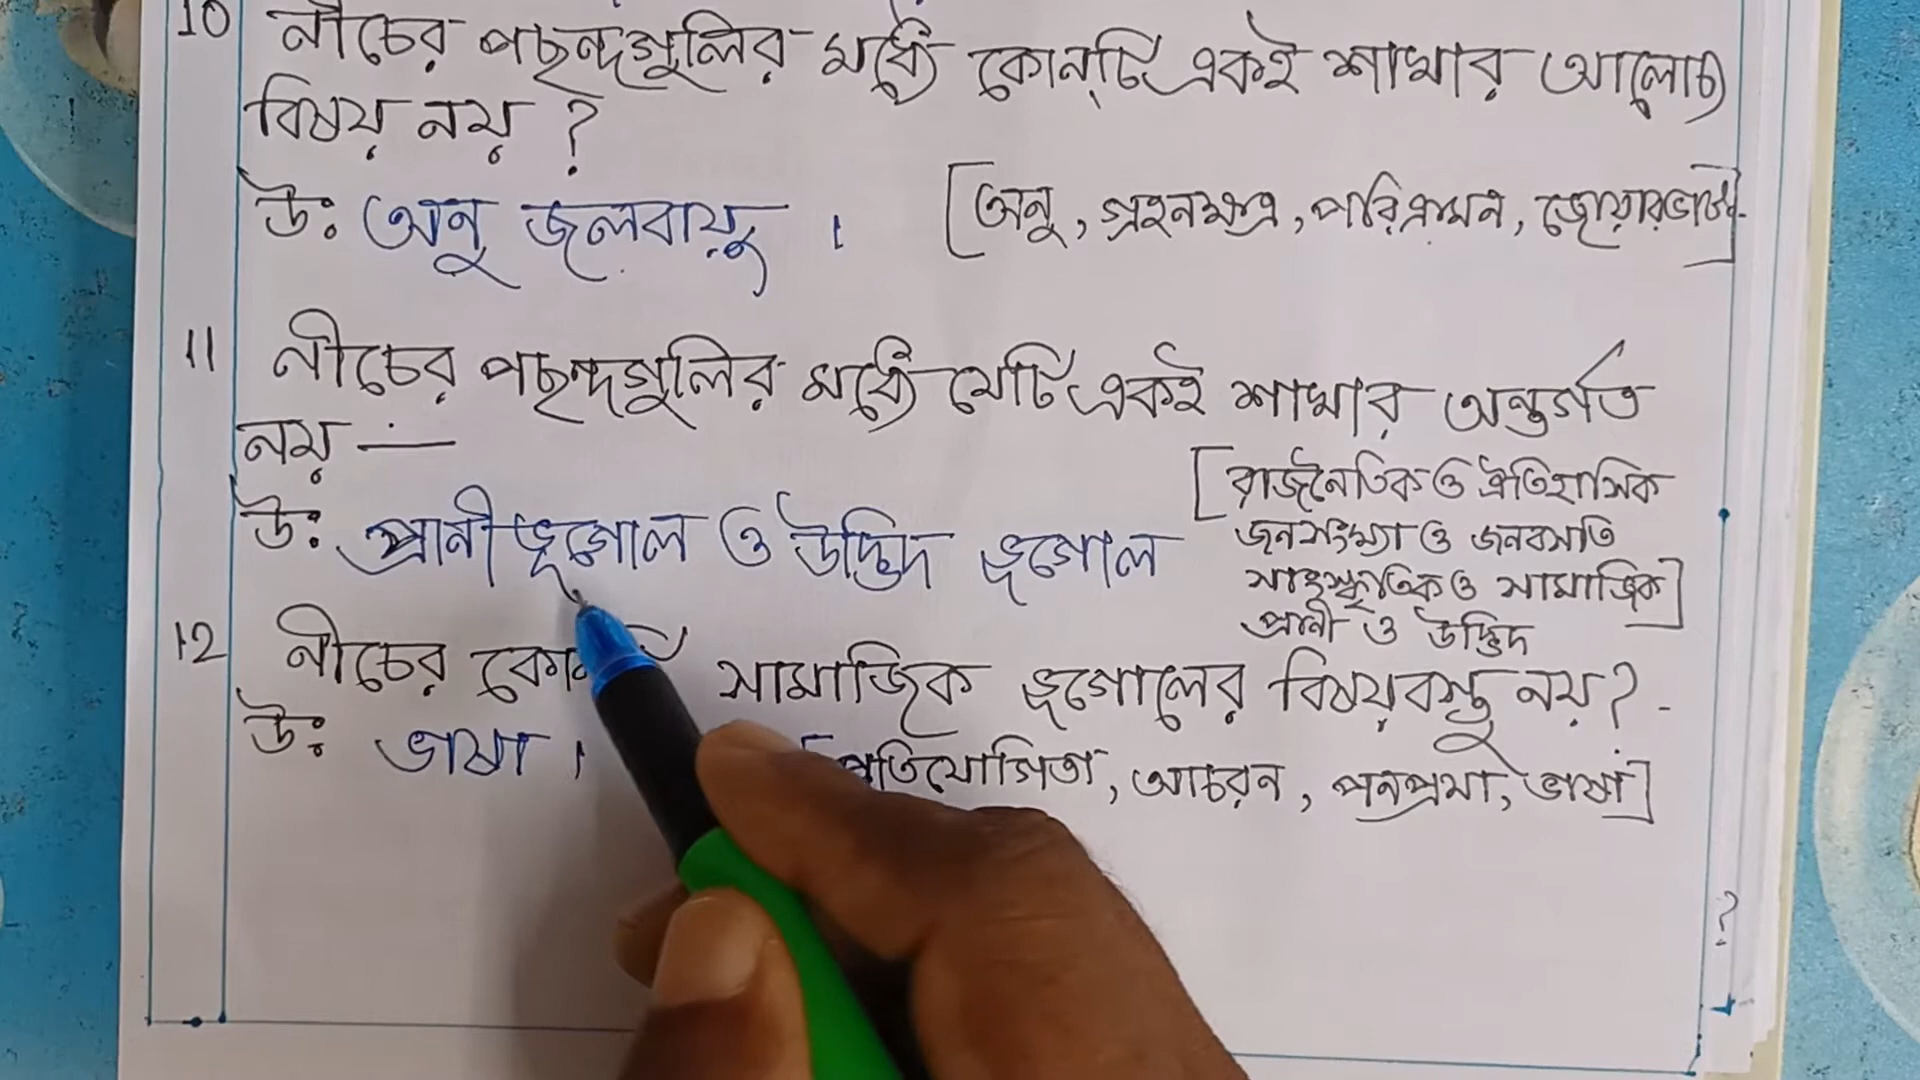 10 নীচের পছন্দগুলির মধ্যে কোন্‌টি একই শাখার আলোচ্য
বিষয় নয় ?
উঃ অনু জলবায়ু । [অনু, গ্রহনক্ষত্র, পরিক্রমন, জোয়ারভাটা]
11 নীচের পছন্দগুলির মধ্যে যেটি একই শাখার অন্তর্গত
নয় —
[রাজনৈতিক ও ঐতিহাসিক
উঃ প্রানী ভূগোল ও উদ্ভিদ ভূগোল
জনসংখ্যা ও জনবসতি
সাংস্কৃতিক ও সামাজিক]
প্রানী ও উদ্ভিদ
12 নীচের সামাজিক ভূগোলের বিষয়বস্তু নয় ?
উঃ ভাষা । [প্রতিযোগিতা, আচরন, পনপ্রথা, ভাষা]
?